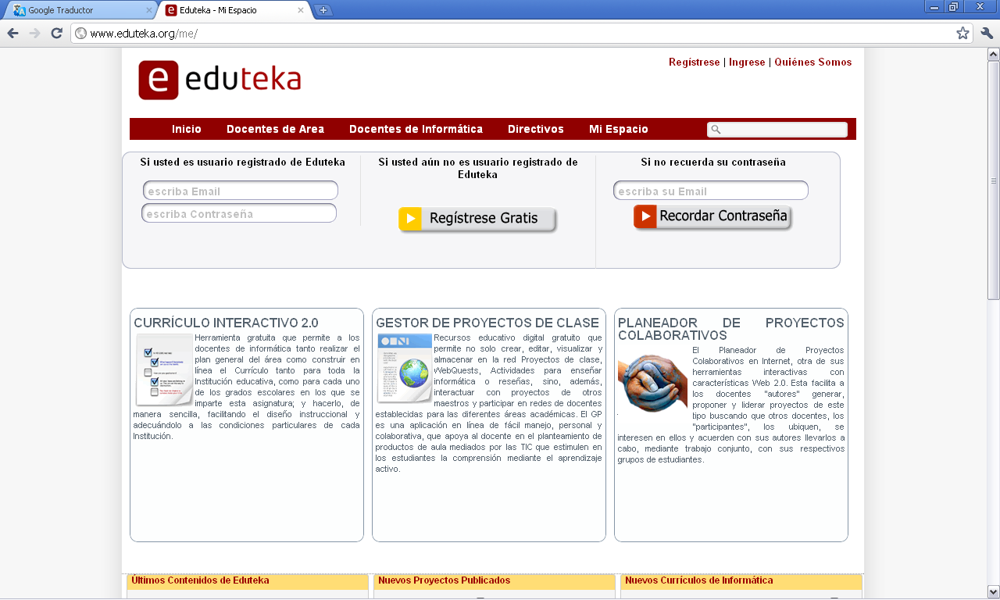 Google Traductor
Eduteka - Mi Espacio
www.eduteka.org/me/
e eduteka
Regístrese | Ingrese | Quiénes Somos
Inicio Docentes de Area Docentes de Informática Directivos Mi Espacio
Si usted es usuario registrado de Eduteka
escriba Email
escriba Contraseña
Si usted aún no es usuario registrado de
Eduteka
Regístrese Gratis
Si no recuerda su contraseña
escriba su Email
Recordar Contraseña
CURRÍCULO INTERACTIVO 2.0
Herramienta gratuita que permite a los
docentes de informática tanto realizar el
plan general del área como construir en
línea el Currículo tanto para toda la
Institución educativa, como para cada uno
de los grados escolares en los que se
imparte esta asignatura; y hacerlo, de
manera sencilla, facilitando el diseño instruccional y
adecuándolo a las condiciones particulares de cada
Institución.
GESTOR DE PROYECTOS DE CLASE
Recursos educativo digital gratuito que
permite no solo crear, editar, visualizar y
almacenar en la red Proyectos de clase,
WebQuests, Actividades para enseñar
informática o reseñas, sino, además,
interactuar con proyectos de otros
maestros y participar en redes de docentes
establecidas para las diferentes áreas académicas. El GP
es una aplicación en línea de fácil manejo, personal y
colaborativa, que apoya al docente en el planteamiento de
productos de aula mediados por las TIC que estimulen en
los estudiantes la comprensión mediante el aprendizaje
activo.
PLANEADOR DE PROYECTOS
COLABORATIVOS
El Planeador de Proyectos
Colaborativos en Internet, otra de sus
herramientas interactivas con
características Web 2.0. Esta facilita a
los docentes "autores" generar,
proponer y liderar proyectos de este
tipo buscando que otros docentes, los
"participantes", los ubiquen, se
interesen en ellos y acuerden con sus autores llevarlos a
cabo, mediante trabajo conjunto, con sus respectivos
grupos de estudiantes.
Últimos Contenidos de Eduteka
Nuevos Proyectos Publicados
Nuevos Currículos de Informática